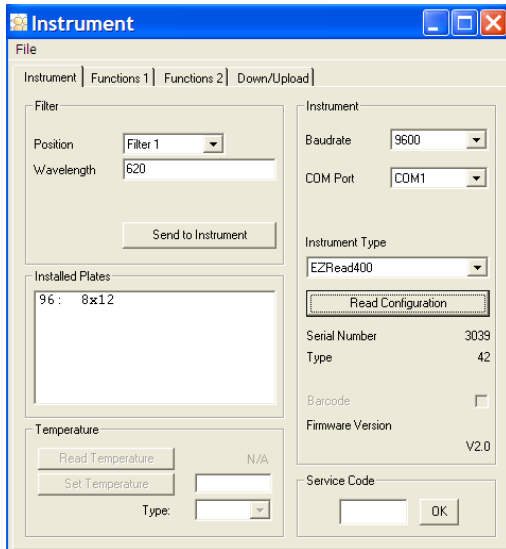 Instrument
File
Instrument Functions 1 Functions 2 Down/Upload
Filter
Position Filter 1
Wavelength 620
Send to Instrument
Installed Plates
96: 8x12
Temperature
Read Temperature N/A
Set Temperature
Type:
Instrument
Baudrate 9600
COM Port COM1
Instrument Type
EZRead400
Read Configuration
Serial Number 3039
Type 42
Barcode
Firmware Version
V2.0
Service Code
OK